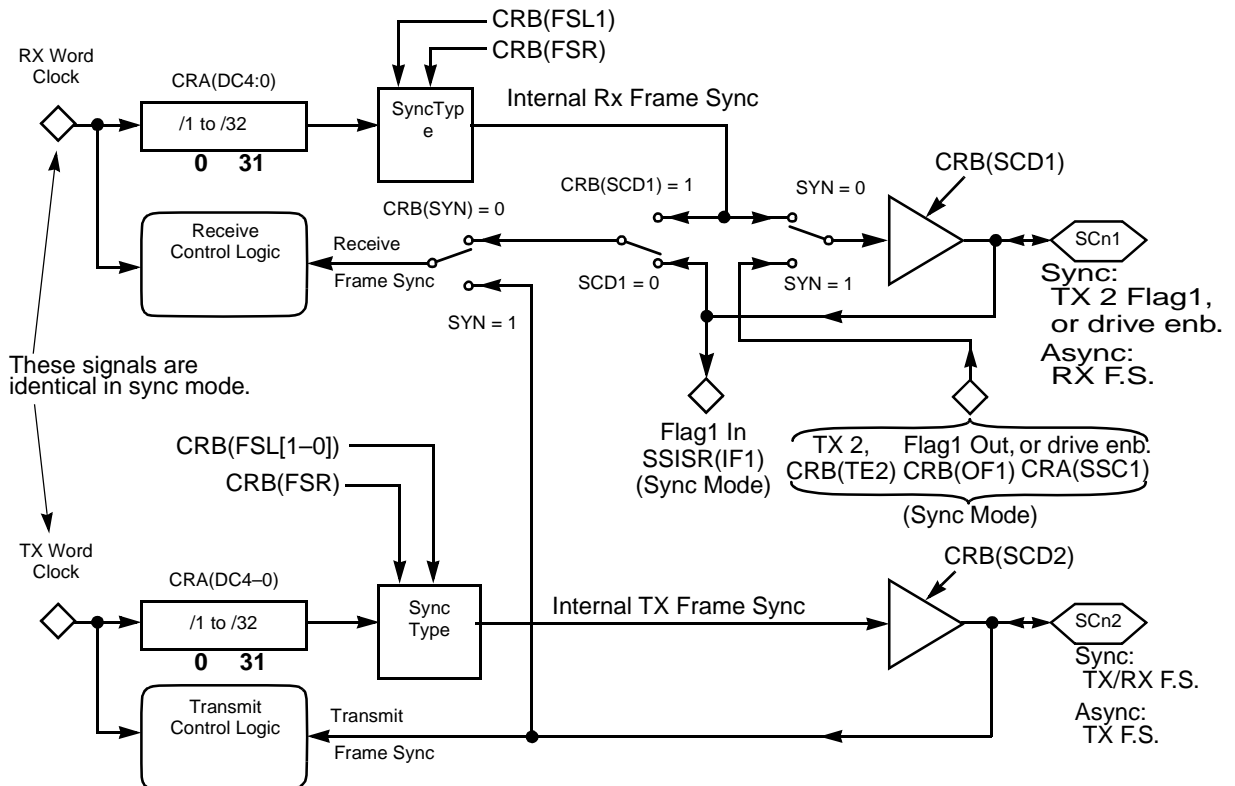 CRB(FSL1)
CRB(FSR)
RX Word
Clock
CRA(DC4:0)
/1 to /32
0 31
SyncTyp
e
Internal Rx Frame Sync
CRB(SCD1)
CRB(SCD1) = 1
SYN = 0
CRB(SYN) = 0
Receive
Control Logic
Receive
Frame Sync
SCD1 = 0
SYN = 1
SYN = 1
SCn1
Sync:
TX 2 Flag1,
or drive enb.
Async:
RX F.S.
These signals are
identical in sync mode.
Flag1 In
SSISR(IF1)
(Sync Mode)
TX 2, Flag1 Out, or drive enb.
CRB(TE2) CRB(OF1) CRA(SSC1)
(Sync Mode)
CRB(FSL[1–0])
CRB(FSR)
TX Word
Clock
CRA(DC4–0)
/1 to /32
0 31
Sync
Type
Internal TX Frame Sync
CRB(SCD2)
SCn2
Sync:
TX/RX F.S.
Async:
TX F.S.
Transmit
Control Logic
Transmit
Frame Sync